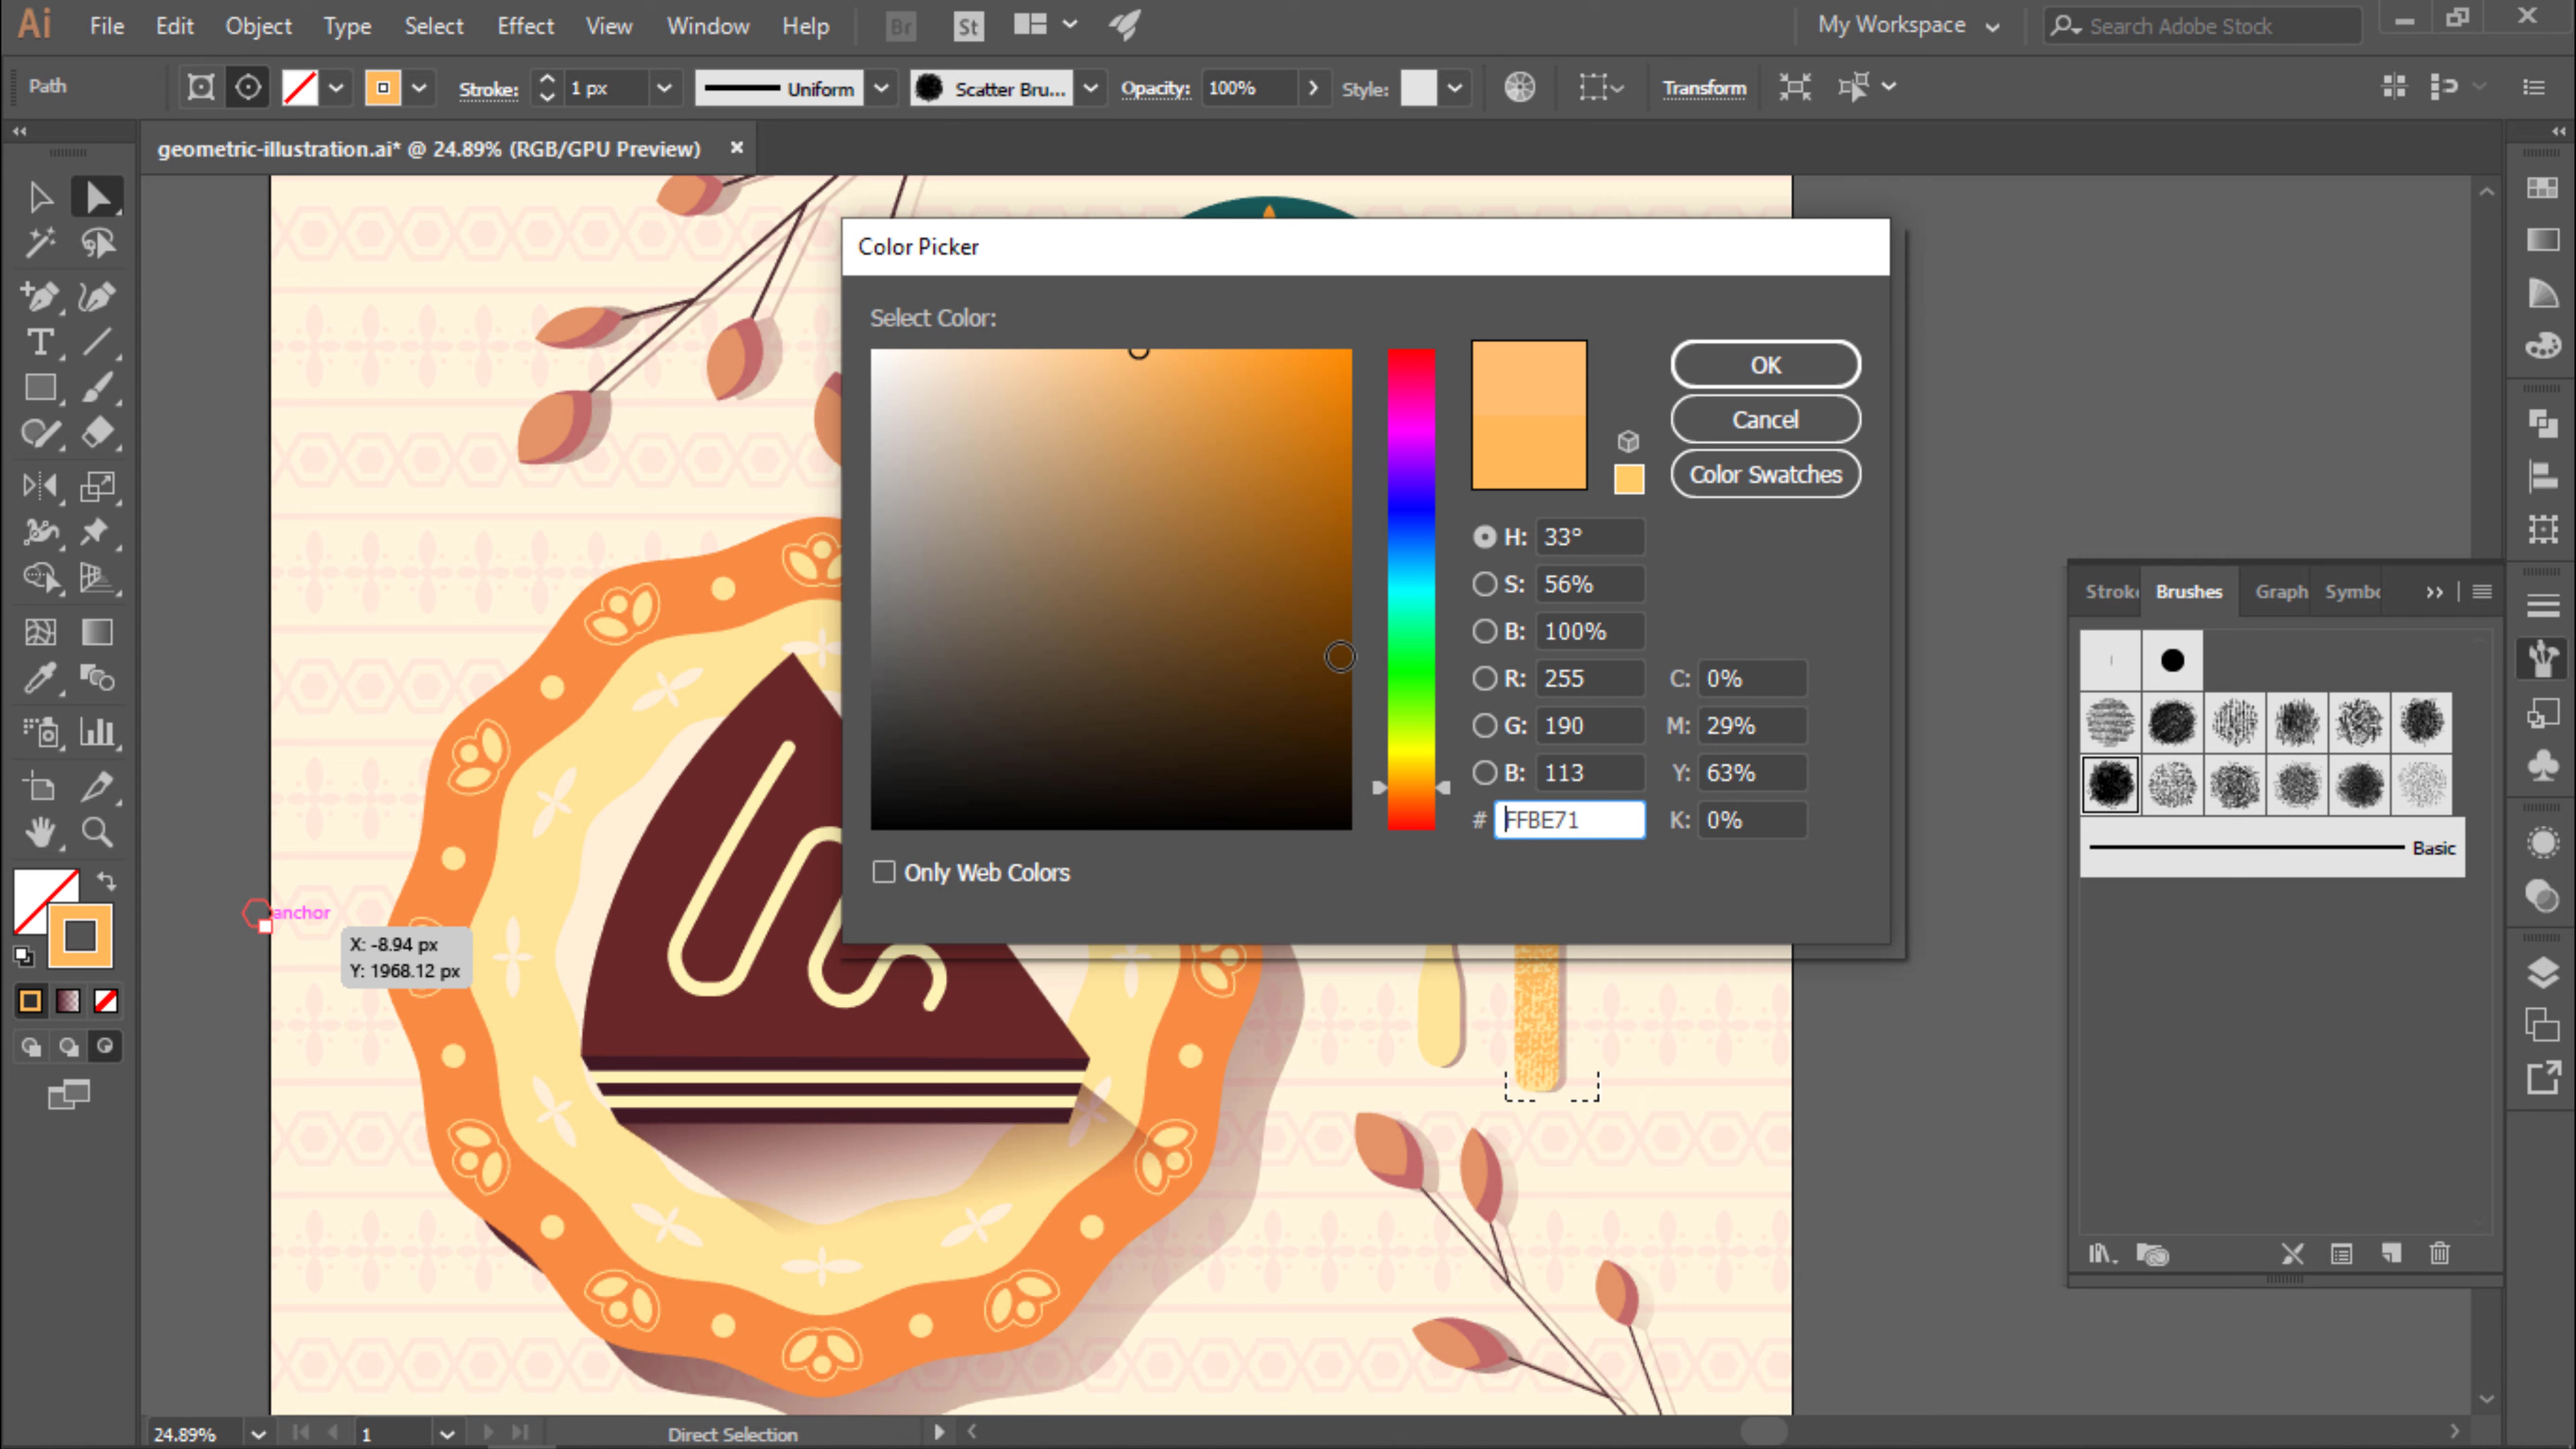 Ai File Edit Object Type Select Effect View Window Help Br St My Workspace Search Adobe Stock
Path Stroke: 1 px Uniform Scatter Bru... Opacity: 100% Style: Transform
geometric-illustration.ai* @ 24.89% (RGB/GPU Preview)
Color Picker
Select Color:
OK
Cancel
Color Swatches
H: 33°
S: 56%
B: 100%
R: 255 C: 0%
G: 190 M: 29%
B: 113 Y: 63%
# FFBE71 K: 0%
Only Web Colors
Strok Brushes Graph Symbo
Basic
anchor
X: -8.94 px
Y: 1968.12 px
24.89% 1 Direct Selection